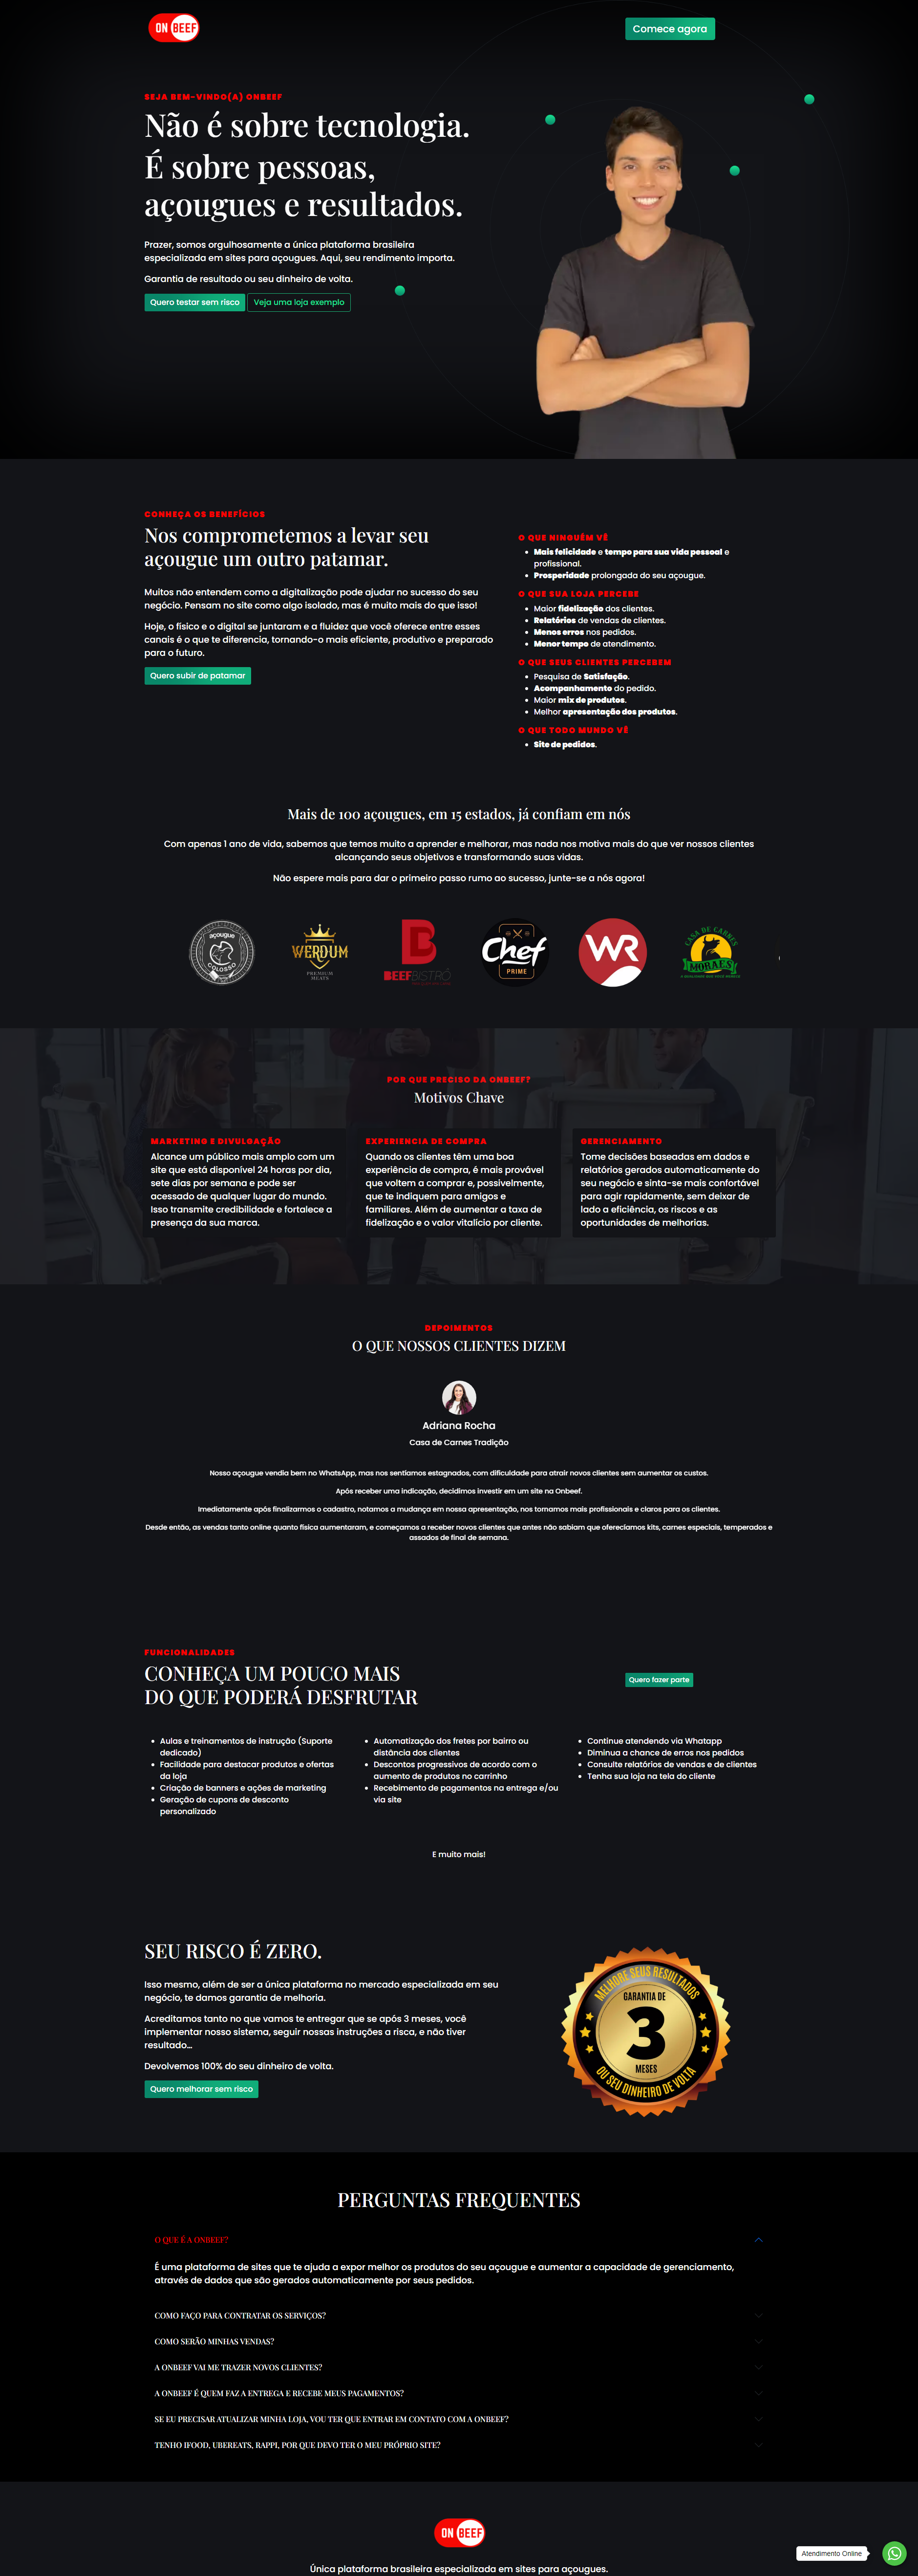 ON BEEF
Comece agora
SEJA BEM-VINDO(A) ONBEEF
Não é sobre tecnologia.
É sobre pessoas,
açougues e resultados.
Prazer, somos orgulhosamente a única plataforma brasileira
especializada em sites para açougues. Aqui, seu rendimento importa.
Garantia de resultado ou seu dinheiro de volta.
Quero testar sem risco
Veja uma loja exemplo
CONHEÇA OS BENEFÍCIOS
Nos comprometemos a levar seu
açougue um outro patamar.
Muitos não entendem como a digitalização pode ajudar no sucesso do seu
negócio. Pensam no site como algo isolado, mas é muito mais do que isso!
Hoje, o físico e o digital se juntaram e a fluidez que você oferece entre esses
canais é o que te diferencia, tornando-o mais eficiente, produtivo e preparado
para o futuro.
Quero subir de patamar
O QUE NINGUÉM VÊ
Mais felicidade e tempo para sua vida pessoal e
profissional.
Prosperidade prolongada do seu açougue.
O QUE SUA LOJA PERCEBE
Maior fidelização dos clientes.
Relatórios de vendas de clientes.
Menos erros nos pedidos.
Menor tempo de atendimento.
O QUE SEUS CLIENTES PERCEBEM
Pesquisa de Satisfação.
Acompanhamento do pedido.
Maior mix de produtos.
Melhor apresentação dos produtos.
O QUE TODO MUNDO VÊ
Site de pedidos.
Mais de 100 açougues, em 15 estados, já confiam em nós
Com apenas 1 ano de vida, sabemos que temos muito a aprender e melhorar, mas nada nos motiva mais do que ver nossos clientes
alcançando seus objetivos e transformando suas vidas.
Não espere mais para dar o primeiro passo rumo ao sucesso, junte-se a nós agora!
açougue
COLOSSO
WERDUM
PREMIUM
MEATS
BEEFBISTRÔ
Chef
PRIME
WR
CASA DE CARNES
MORAES
POR QUE PRECISO DA ONBEEF?
Motivos Chave
MARKETING E DIVULGAÇÃO
Alcance um público mais amplo com um
site que está disponível 24 horas por dia,
sete dias por semana e pode ser
acessado de qualquer lugar do mundo.
Isso transmite credibilidade e fortalece a
presença da sua marca.
EXPERIENCIA DE COMPRA
Quando os clientes têm uma boa
experiência de compra, é mais provável
que voltem a comprar e, possivelmente,
que te indiquem para amigos e
familiares. Além de aumentar a taxa de
fidelização e o valor vitalício por cliente.
GERENCIAMENTO
Tome decisões baseadas em dados e
relatórios gerados automaticamente do
seu negócio e sinta-se mais confortável
para agir rapidamente, sem deixar de
lado a eficiência, os riscos e as
oportunidades de melhorias.
DEPOIMENTOS
O QUE NOSSOS CLIENTES DIZEM
Adriana Rocha
Casa de Carnes Tradição
Nosso açougue vendia bem no WhatsApp, mas nos sentíamos estagnados, com dificuldade para atrair novos clientes sem aumentar os custos.
Após receber uma indicação, decidimos investir em um site na Onbeef.
Imediatamente após finalizarmos o cadastro, notamos a mudança em nossa apresentação, nos tornamos mais profissionais e claros para os clientes.
Desde então, as vendas tanto online quanto física aumentaram, e começamos a receber novos clientes que antes não sabiam que oferecíamos kits, carnes especiais, temperados e
assados de final de semana.
FUNCIONALIDADES
CONHEÇA UM POUCO MAIS
DO QUE PODERÁ DESFRUTAR
Quero fazer parte
Aulas e treinamentos de instrução (Suporte
dedicado)
Facilidade para destacar produtos e ofertas
da loja
Criação de banners e ações de marketing
Geração de cupons de desconto
personalizado
Automatização dos fretes por bairro ou
distância dos clientes
Descontos progressivos de acordo com o
aumento de produtos no carrinho
Recebimento de pagamentos na entrega e/ou
via site
Continue atendendo via Whatapp
Diminua a chance de erros nos pedidos
Consulte relatórios de vendas e de clientes
Tenha sua loja na tela do cliente
E muito mais!
SEU RISCO É ZERO.
Isso mesmo, além de ser a única plataforma no mercado especializada em seu
negócio, te damos garantia de melhoria.
Acreditamos tanto no que vamos te entregar que se após 3 meses, você
implementar nosso sistema, seguir nossas instruções a risca, e não tiver
resultado...
Devolvemos 100% do seu dinheiro de volta.
Quero melhorar sem risco
MELHORE SEUS RESULTADOS
GARANTIA DE
3
MESES
OU SEU DINHEIRO DE VOLTA
PERGUNTAS FREQUENTES
O QUE É A ONBEEF?
É uma plataforma de sites que te ajuda a expor melhor os produtos do seu açougue e aumentar a capacidade de gerenciamento,
através de dados que são gerados automaticamente por seus pedidos.
COMO FAÇO PARA CONTRATAR OS SERVIÇOS?
COMO SERÃO MINHAS VENDAS?
A ONBEEF VAI ME TRAZER NOVOS CLIENTES?
A ONBEEF É QUEM FAZ A ENTREGA E RECEBE MEUS PAGAMENTOS?
SE EU PRECISAR ATUALIZAR MINHA LOJA, VOU TER QUE ENTRAR EM CONTATO COM A ONBEEF?
TENHO IFOOD, UBEREATS, RAPPI, POR QUE DEVO TER O MEU PRÓPRIO SITE?
ON BEEF
Atendimento Online
Única plataforma brasileira especializada em sites para açougues.